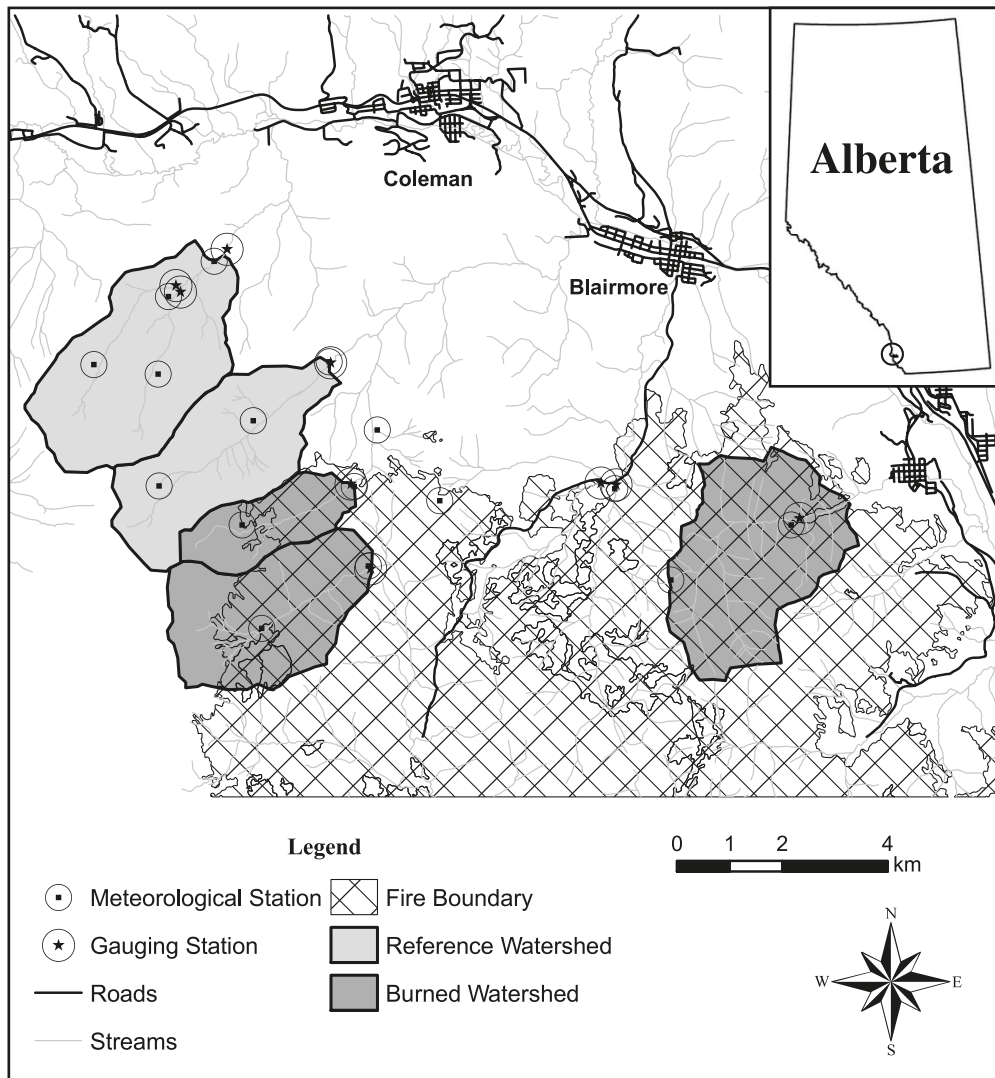 Alberta
Coleman
Blairmore
Legend
Meteorological Station
Fire Boundary
Gauging Station
Reference Watershed
Roads
Burned Watershed
Streams
0 1 2 4
km
N
W E
S